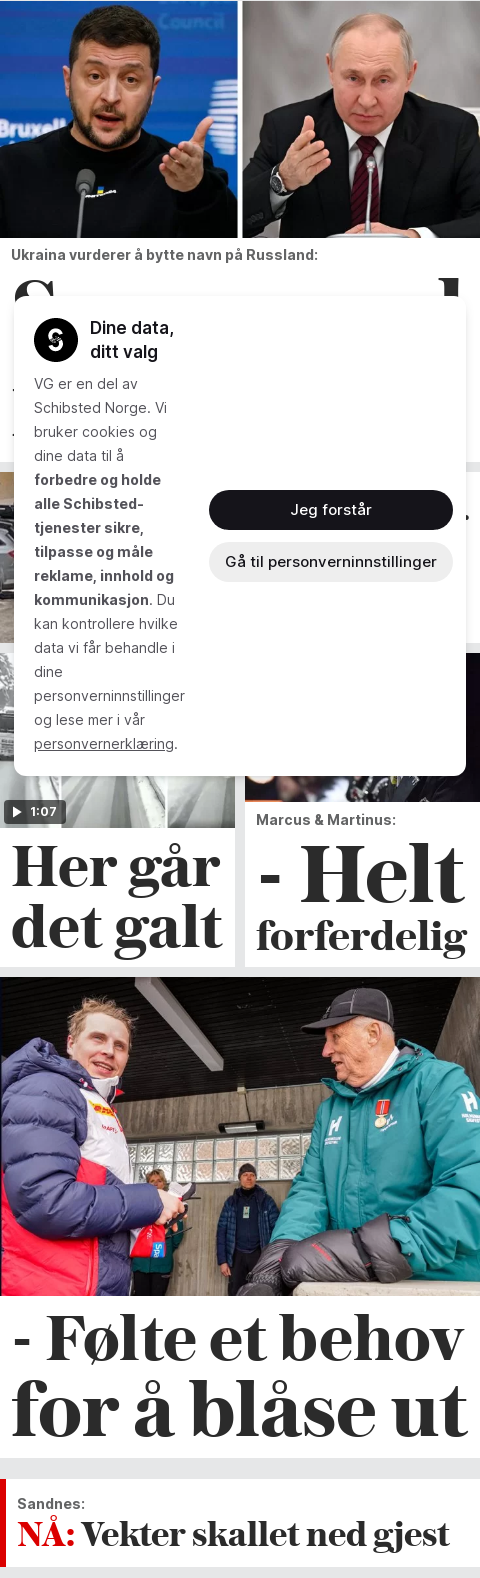 Council
Bruxell
Ukraina vurderer å bytte navn på Russland:
Dine data,
ditt valg
VG er en del av
Schibsted Norge. Vi
bruker cookies og
dine data til å
forbedre og holde
alle Schibsted-
tjenester sikre,
tilpasse og måle
reklame, innhold og
kommunikasjon. Du
kan kontrollere hvilke
data vi får behandle i
dine
personverninnstillinger
og lese mer i vår
personvernerklæring.
Jeg forstår
Gå til personverninnstillinger
1:07
Her går
det galt
Marcus & Martinus:
- Helt
forferdelig
- Følte et behov
for å blåse ut
Sandnes:
NÅ: Vekter skallet ned gjest